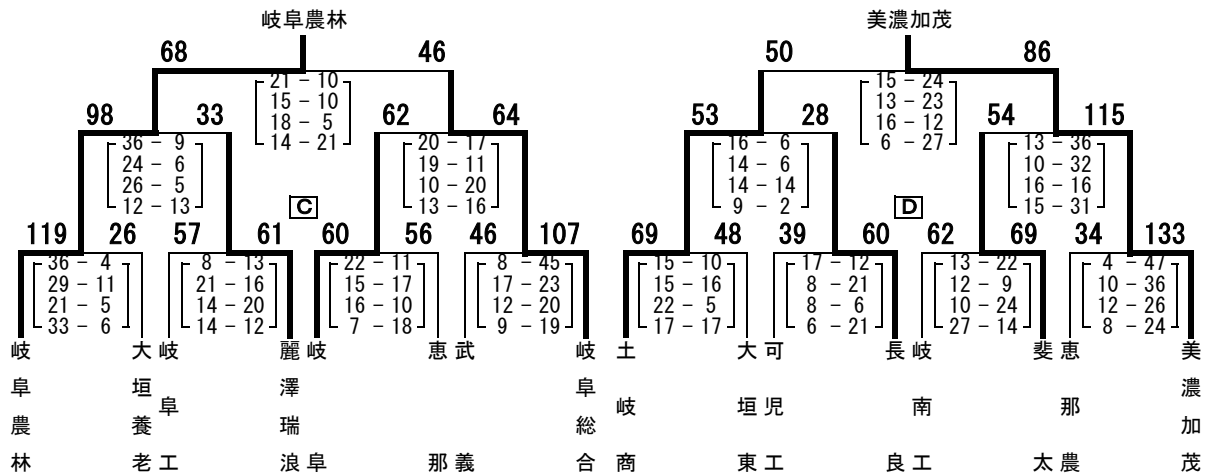 岐阜農林 美濃加茂
68 46 50 86
21 - 10 15 - 24
15 - 10 13 - 23
18 - 5 16 - 12
14 - 21 6 - 27
98 33 62 64 53 28 54 115
36 - 9 20 - 17 16 - 6 13 - 36
24 - 6 19 - 11 14 - 6 10 - 32
26 - 5 10 - 20 14 - 14 16 - 16
12 - 13 13 - 16 9 - 2 15 - 31
C D
119 26 57 61 60 56 46 107 69 48 39 60 62 69 34 133
36 - 4 8 - 13 22 - 11 8 - 45 15 - 10 17 - 12 13 - 22 4 - 47
29 - 11 21 - 16 15 - 17 17 - 23 15 - 16 8 - 21 12 - 9 10 - 36
21 - 5 14 - 20 16 - 10 12 - 20 22 - 5 8 - 6 10 - 24 12 - 26
33 - 6 14 - 12 7 - 18 9 - 19 17 - 17 6 - 21 27 - 14 8 - 24
岐阜農林
大垣養老
岐阜工
麗澤瑞浪
岐阜
恵那
武義
岐阜総合
土岐商
大垣東
可児工
長良
岐南工
斐太
恵那農
美濃加茂